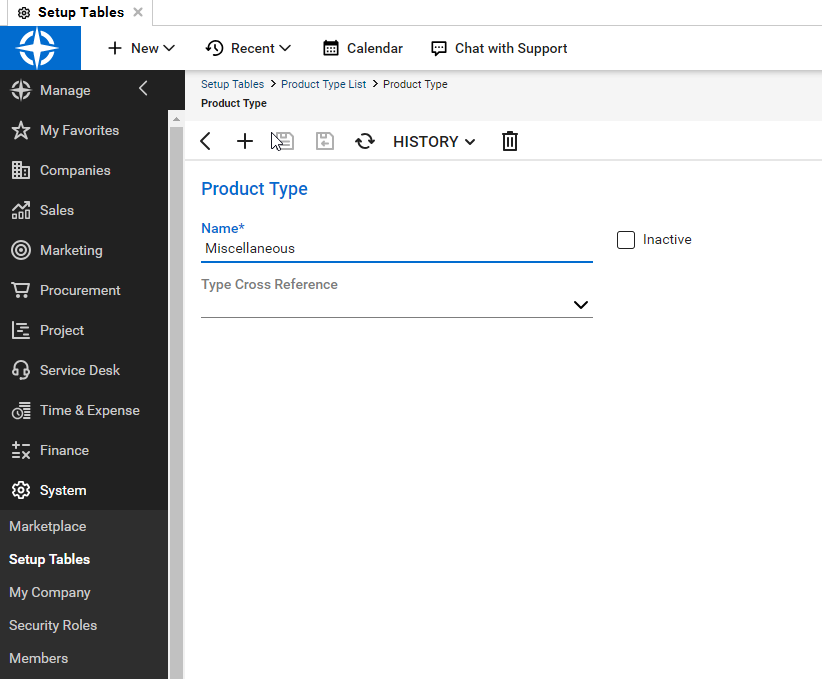 Setup Tables
New
Recent
Calendar
Chat with Support
Manage
My Favorites
Companies
Sales
Marketing
Procurement
Project
Service Desk
Time & Expense
Finance
System
Marketplace
Setup Tables
My Company
Security Roles
Members
Setup Tables > Product Type List > Product Type
Product Type
HISTORY
Product Type
Name*
Miscellaneous
Inactive
Type Cross Reference